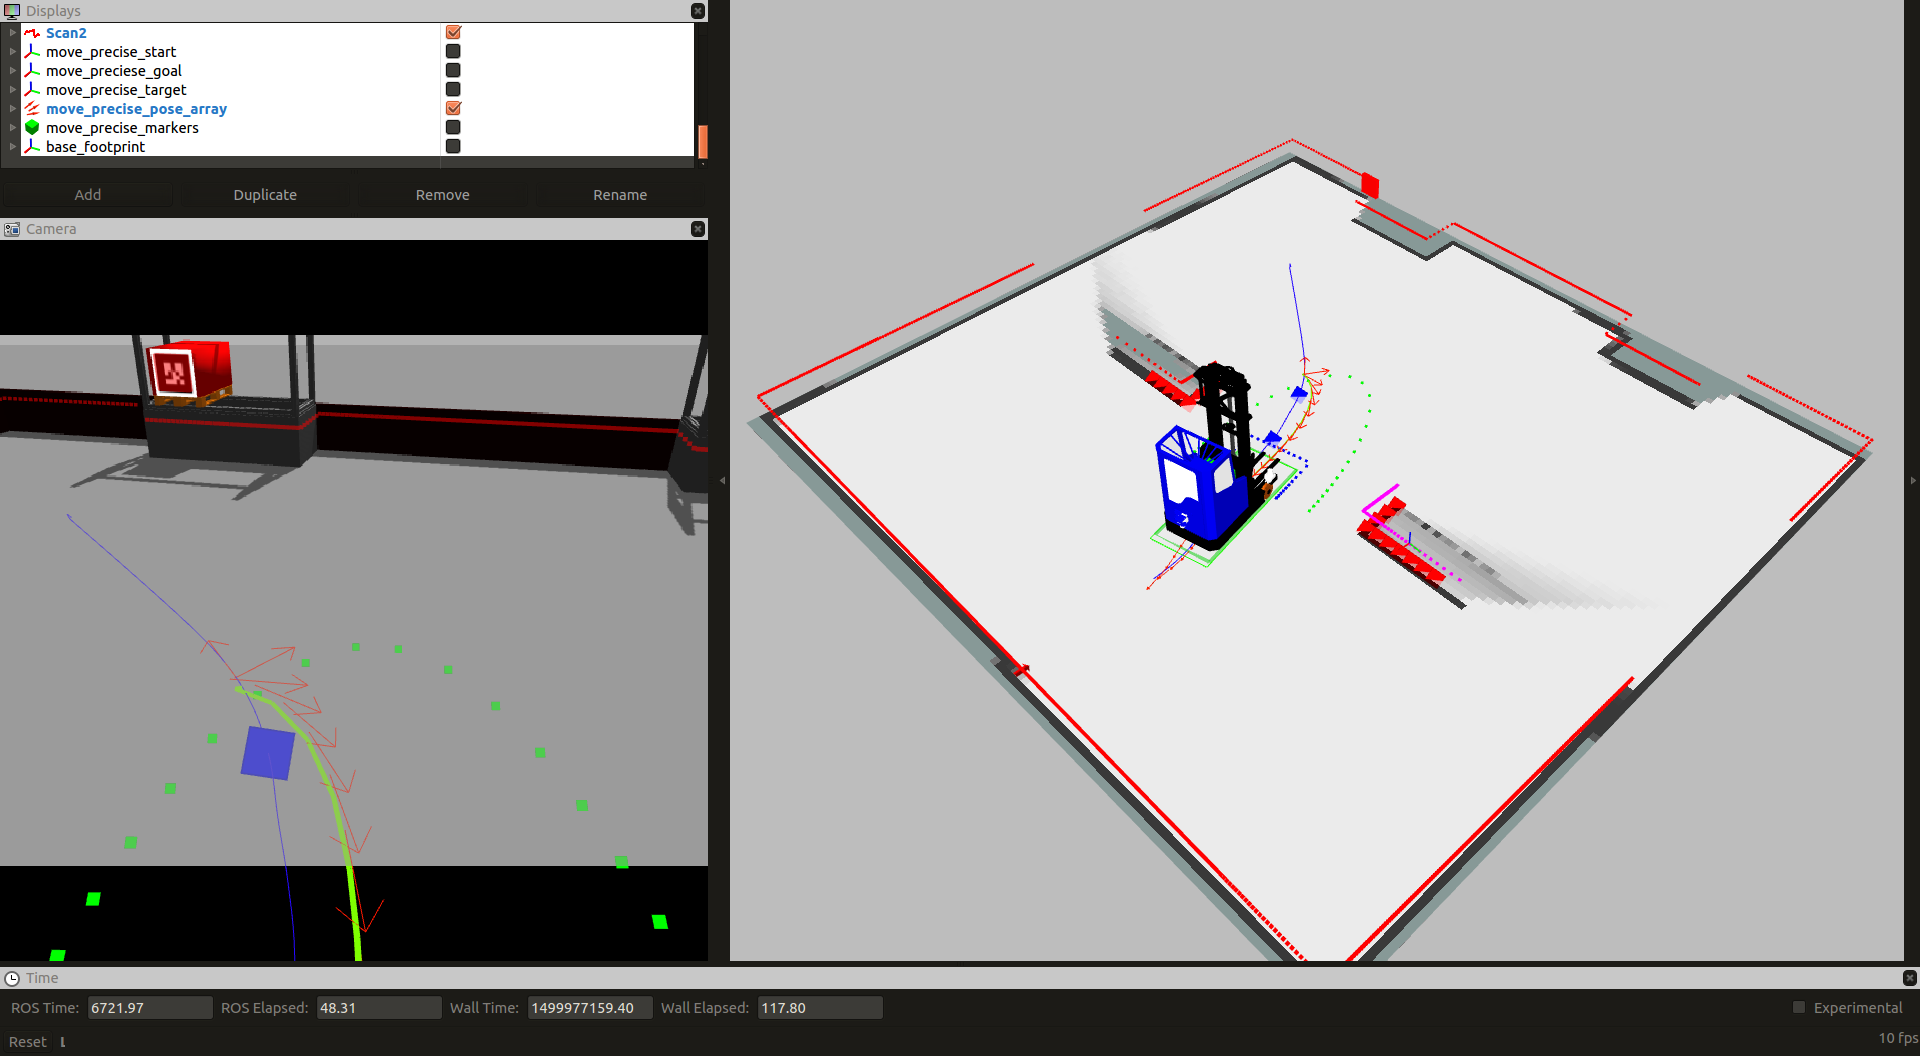 Displays
Scan2
move_precise_start
move_preciese_goal
move_precise_target
move_precise_pose_array
move_precise_markers
base_footprint
Add Duplicate Remove Rename
Camera
Time
ROS Time: 6721.97 ROS Elapsed: 48.31 Wall Time: 1499977159.40 Wall Elapsed: 117.80 Experimental
Reset 10 fps